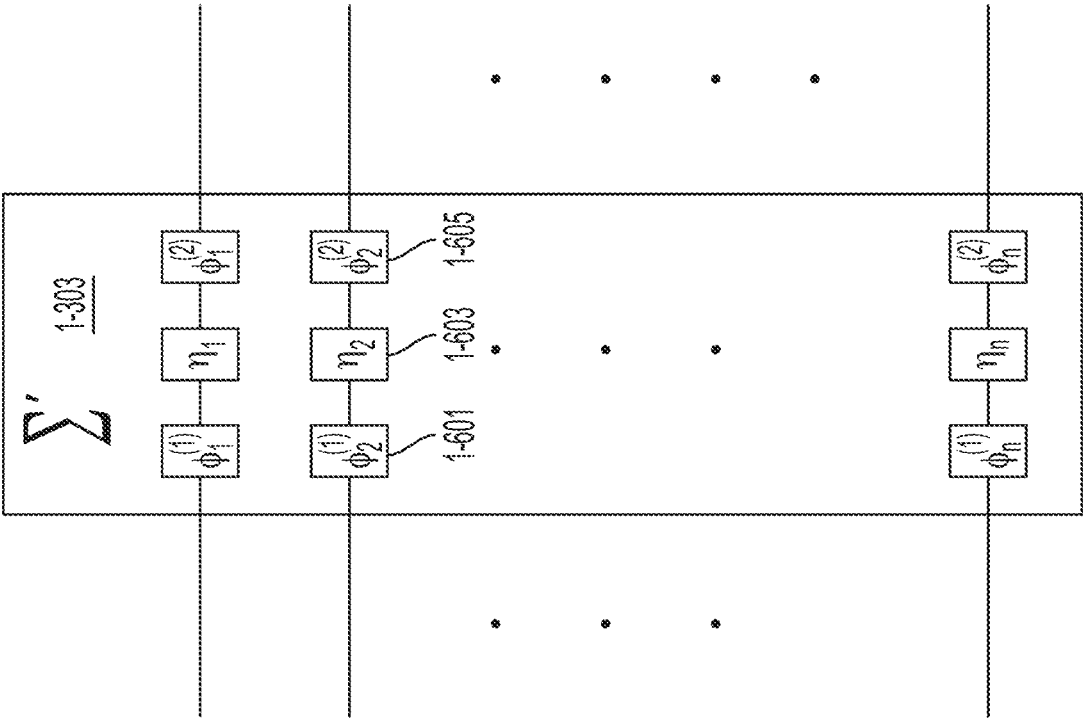 Σ′
1-303
ϕ₁⁽¹⁾ η₁ ϕ₁⁽²⁾
ϕ₂⁽¹⁾ η₂ ϕ₂⁽²⁾
1-601 1-603 1-605
ϕₙ⁽¹⁾ ηₙ ϕₙ⁽²⁾